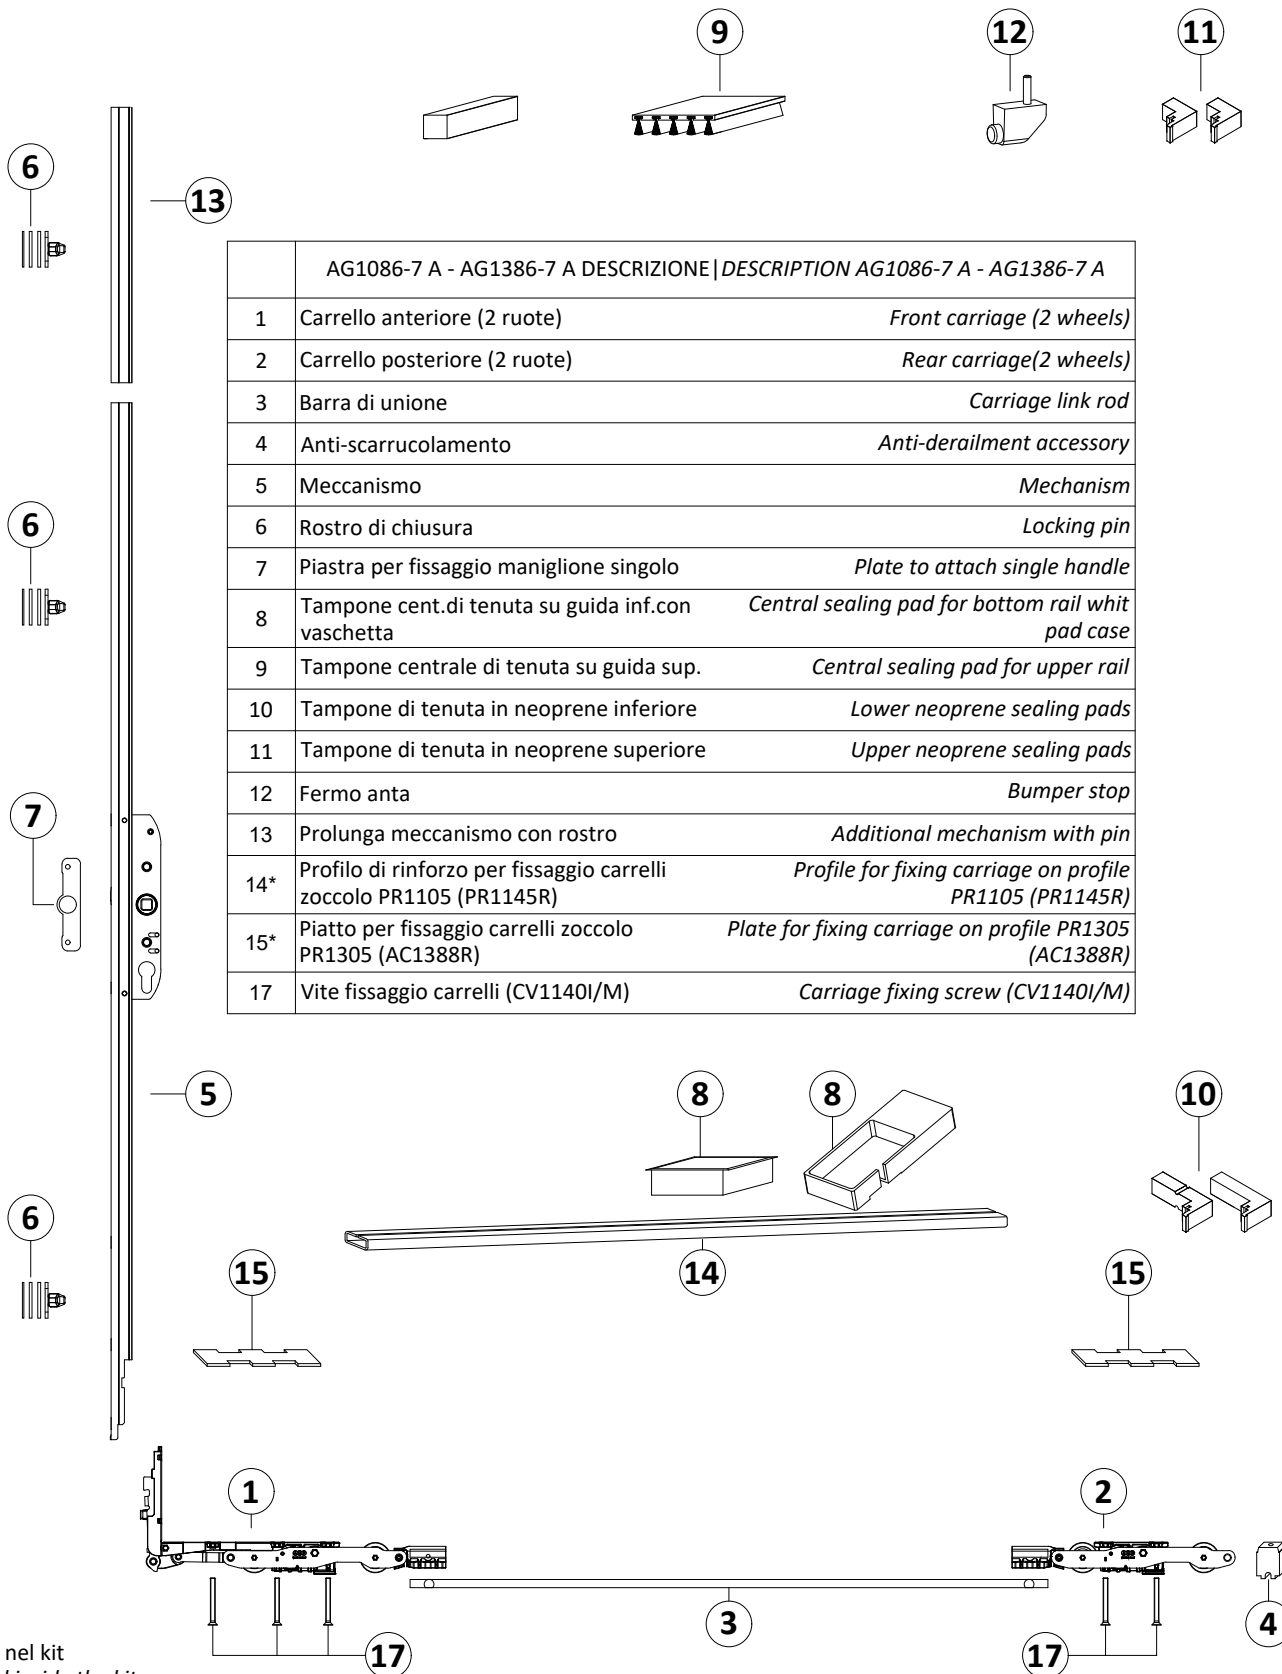 9
12
11
6
13
AG1086-7 A - AG1386-7 A DESCRIZIONE|DESCRIPTION AG1086-7 A - AG1386-7 A
1 Carrello anteriore (2 ruote) Front carriage (2 wheels)
2 Carrello posteriore (2 ruote) Rear carriage(2 wheels)
3 Barra di unione Carriage link rod
4 Anti-scarrucolamento Anti-derailment accessory
5 Meccanismo Mechanism
6 Rostro di chiusura Locking pin
7 Piastra per fissaggio maniglione singolo Plate to attach single handle
8 Tampone cent.di tenuta su guida inf.con Central sealing pad for bottom rail whit
vaschetta pad case
9 Tampone centrale di tenuta su guida sup. Central sealing pad for upper rail
10 Tampone di tenuta in neoprene inferiore Lower neoprene sealing pads
11 Tampone di tenuta in neoprene superiore Upper neoprene sealing pads
12 Fermo anta Bumper stop
13 Prolunga meccanismo con rostro Additional mechanism with pin
14* Profilo di rinforzo per fissaggio carrelli Profile for fixing carriage on profile
zoccolo PR1105 (PR1145R) PR1105 (PR1145R)
15* Piatto per fissaggio carrelli zoccolo Plate for fixing carriage on profile PR1305
PR1305 (AC1388R) (AC1388R)
17 Vite fissaggio carrelli (CV1140I/M) Carriage fixing screw (CV1140I/M)
6
7
5
8
8
10
6
15
14
15
1
2
3
4
17
17
nel kit